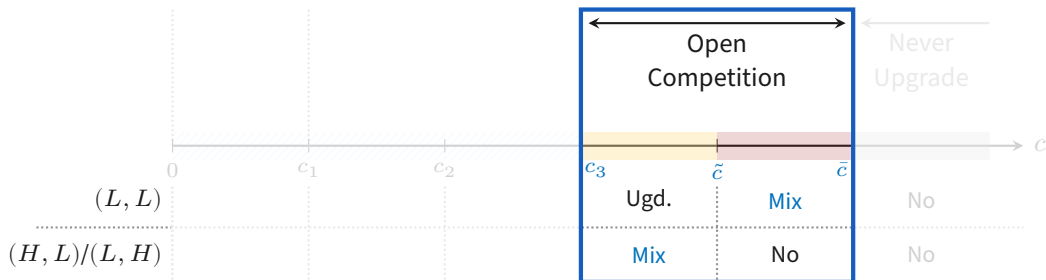 Open Never
Competition Upgrade
0 c₁ c₂ c₃ c̃ c̄ c
(L, L) Ugd. Mix No
(H, L)/(L, H) Mix No No